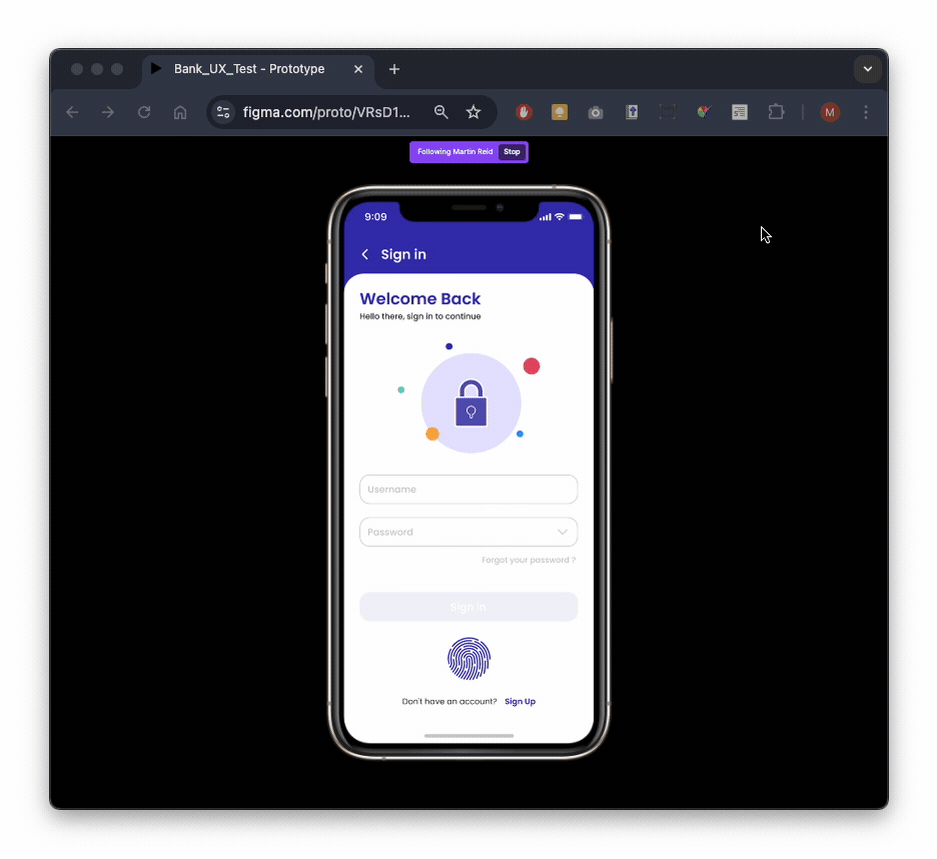 Bank_UX_Test - Prototype
figma.com/proto/VRsD1...
M
Following Martin Reid Stop
9:09
Sign in
Welcome Back
Hello there, sign in to continue
Username
Password
Forgot your password ?
Sign in
Don't have an account? Sign Up